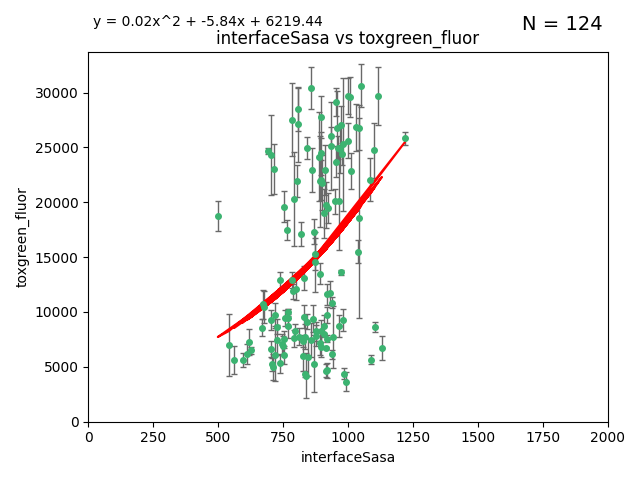 y = 0.02x^2 + -5.84x + 6219.44
N = 124
interfaceSasa vs toxgreen_fluor
toxgreen_fluor
30000
25000
20000
15000
10000
5000
0
0 250 500 750 1000 1250 1500 1750 2000
interfaceSasa